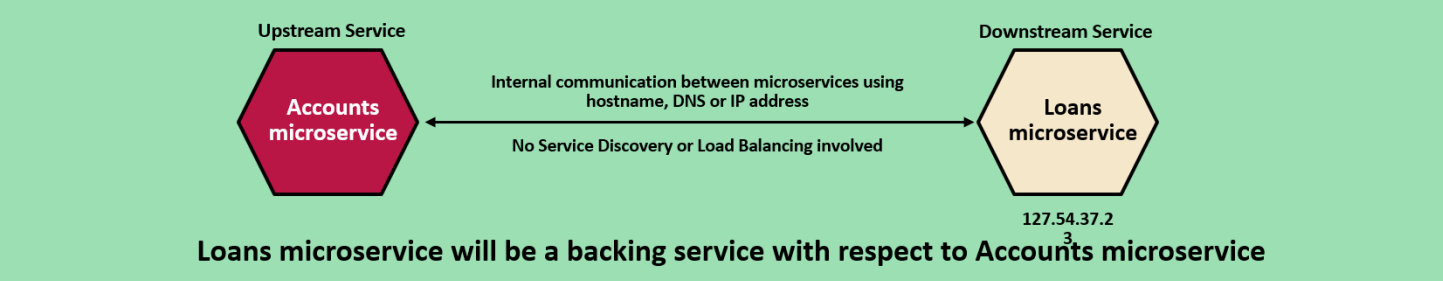 Upstream Service
Downstream Service
Accounts
microservice
Internal communication between microservices using
hostname, DNS or IP address
No Service Discovery or Load Balancing involved
Loans
microservice
127.54.37.2
3
Loans microservice will be a backing service with respect to Accounts microservice